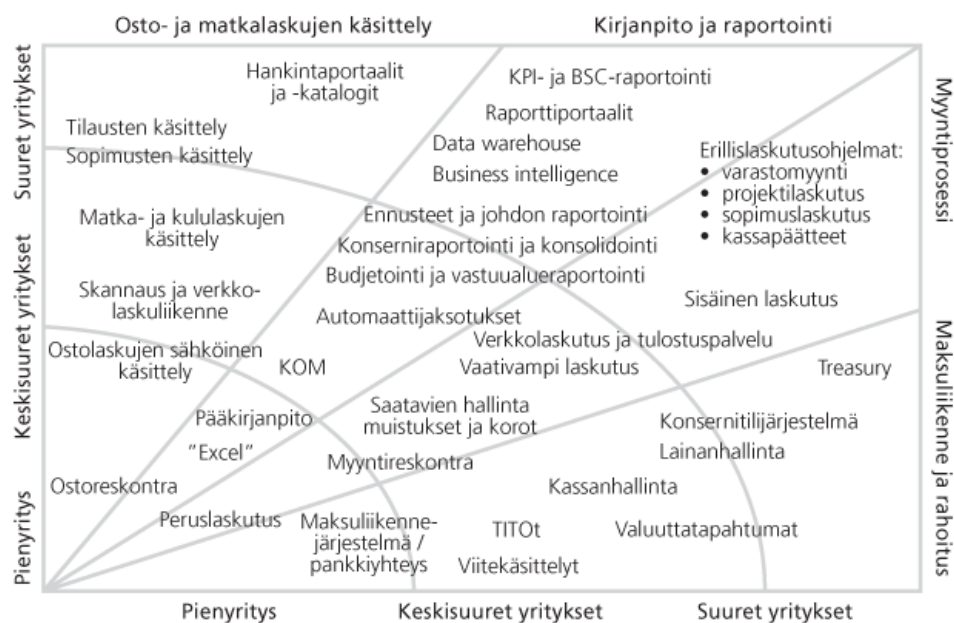 Osto- ja matkalaskujen käsittely
Kirjanpito ja raportointi
Suuret yritykset
Keskisuuret yritykset
Pienyritys
Hankintaportaalit
ja -katalogit
Tilausten käsittely
Sopimusten käsittely
Matka- ja kululaskujen
käsittely
Skannaus ja verkko-
laskuliikenne
Ostolaskujen sähköinen
käsittely
Ostoreskontra
KPI- ja BSC-raportointi
Raporttiportaalit
Data warehouse
Business intelligence
Ennusteet ja johdon raportointi
Konserniraportointi ja konsolidointi
Budjetointi ja vastuualueraportointi
Automaattijaksotukset
KOM
Pääkirjanpito
”Excel”
Erillislaskutusohjelmat:
• varastomyynti
• projektilaskutus
• sopimuslaskutus
• kassapäätteet
Sisäinen laskutus
Verkkolaskutus ja tulostuspalvelu
Vaativampi laskutus
Saatavien hallinta
muistukset ja korot
Myyntireskontra
Peruslaskutus
Treasury
Konsernitilijärjestelmä
Lainanhallinta
Kassanhallinta
TITOt
Valuuttatapahtumat
Viitekäsittelyt
Maksuliikenne-
järjestelmä /
pankkiyhteys
Myyntiprosessi
Maksuliikenne ja rahoitus
Pienyritys
Keskisuuret yritykset
Suuret yritykset